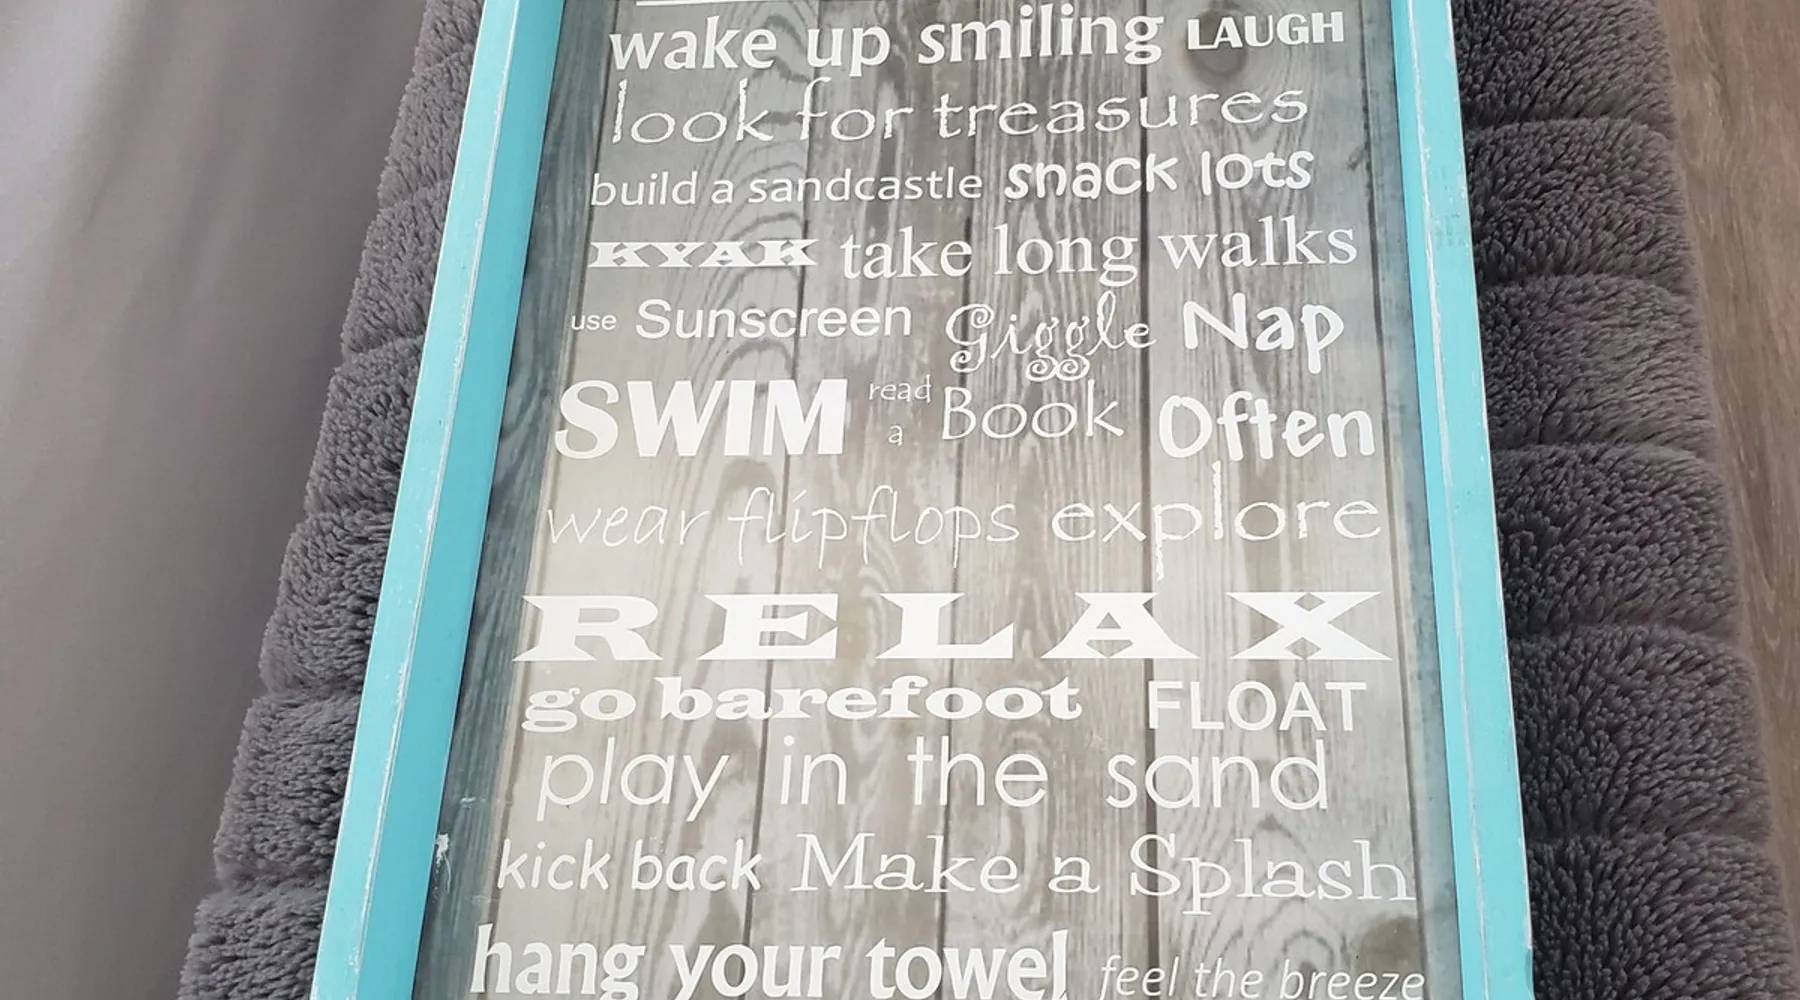 wake up smiling LAUGH
look for treasures
build a sandcastle snack lots
KYAK take long walks
use Sunscreen Giggle Nap
SWIM read a Book Often
wear flipflops explore
RELAX
go barefoot FLOAT
play in the sand
kick back Make a Splash
hang your towel feel the breeze